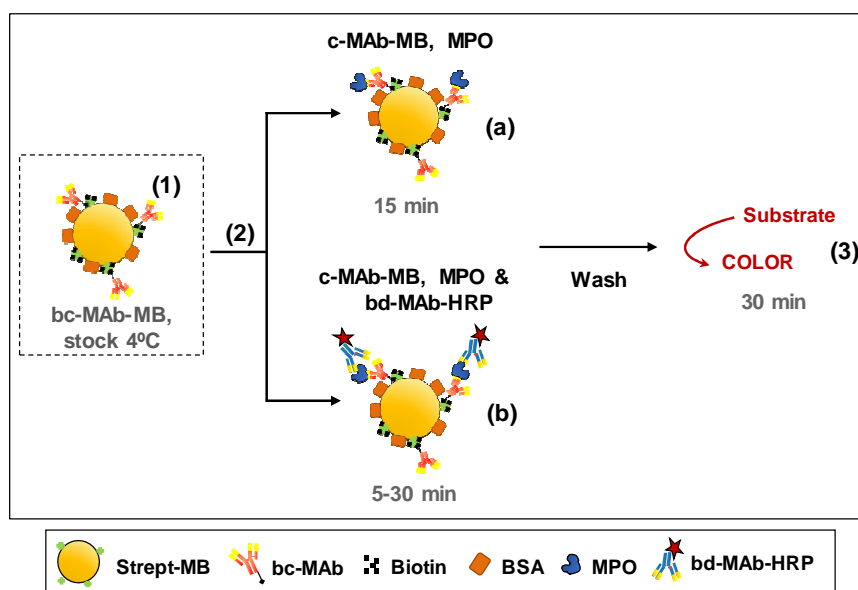 c-MAb-MB, MPO
(a)
15 min
(1)
bc-MAb-MB,
stock 4ºC
(2)
c-MAb-MB, MPO &
bd-MAb-HRP
(b)
5-30 min
Wash
Substrate
COLOR
(3)
30 min
Strept-MB
bc-MAb
Biotin
BSA
MPO
bd-MAb-HRP